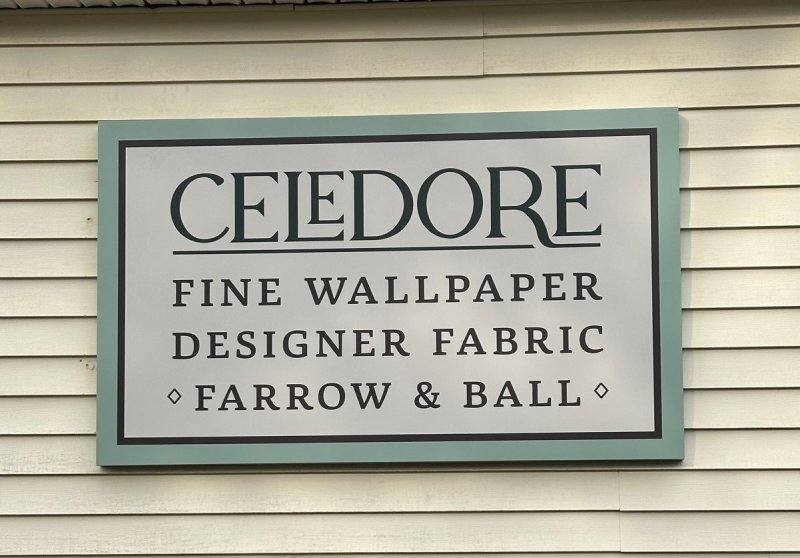 CELEDORE
FINE WALLPAPER
DESIGNER FABRIC
◊ FARROW & BALL ◊